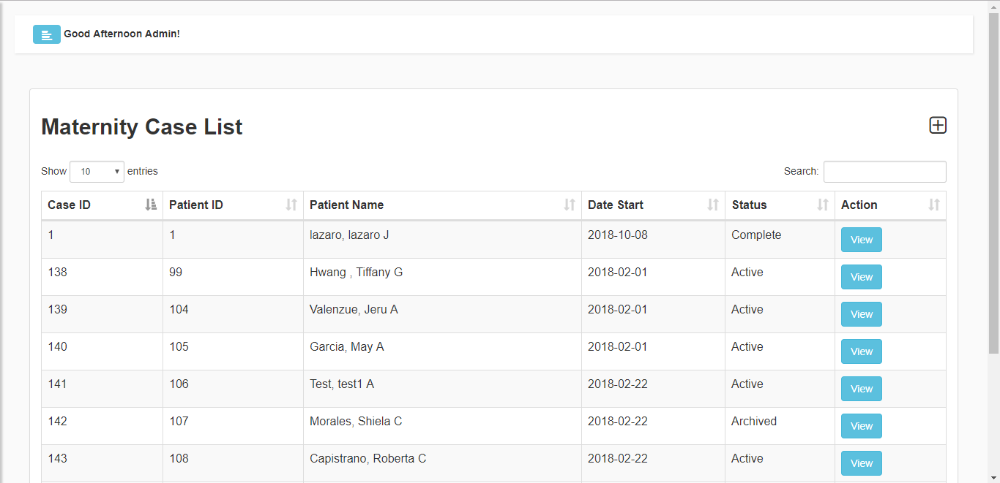 Good Afternoon Admin!
Maternity Case List
Show 10 entries Search:
Case ID Patient ID Patient Name Date Start Status Action
1 1 lazaro, lazaro J 2018-10-08 Complete View
138 99 Hwang , Tiffany G 2018-02-01 Active View
139 104 Valenzue, Jeru A 2018-02-01 Active View
140 105 Garcia, May A 2018-02-01 Active View
141 106 Test, test1 A 2018-02-22 Active View
142 107 Morales, Shiela C 2018-02-22 Archived View
143 108 Capistrano, Roberta C 2018-02-22 Active View